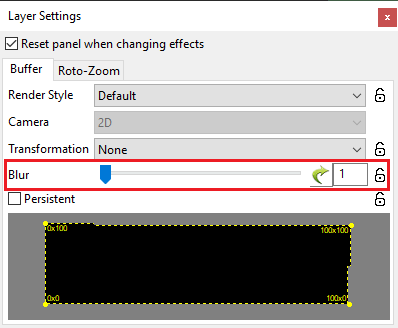 Layer Settings
x
Reset panel when changing effects
Buffer Roto-Zoom
Render Style Default
Camera 2D
Transformation None
Blur 1
Persistent
0x100 100x100
0x0 100x0